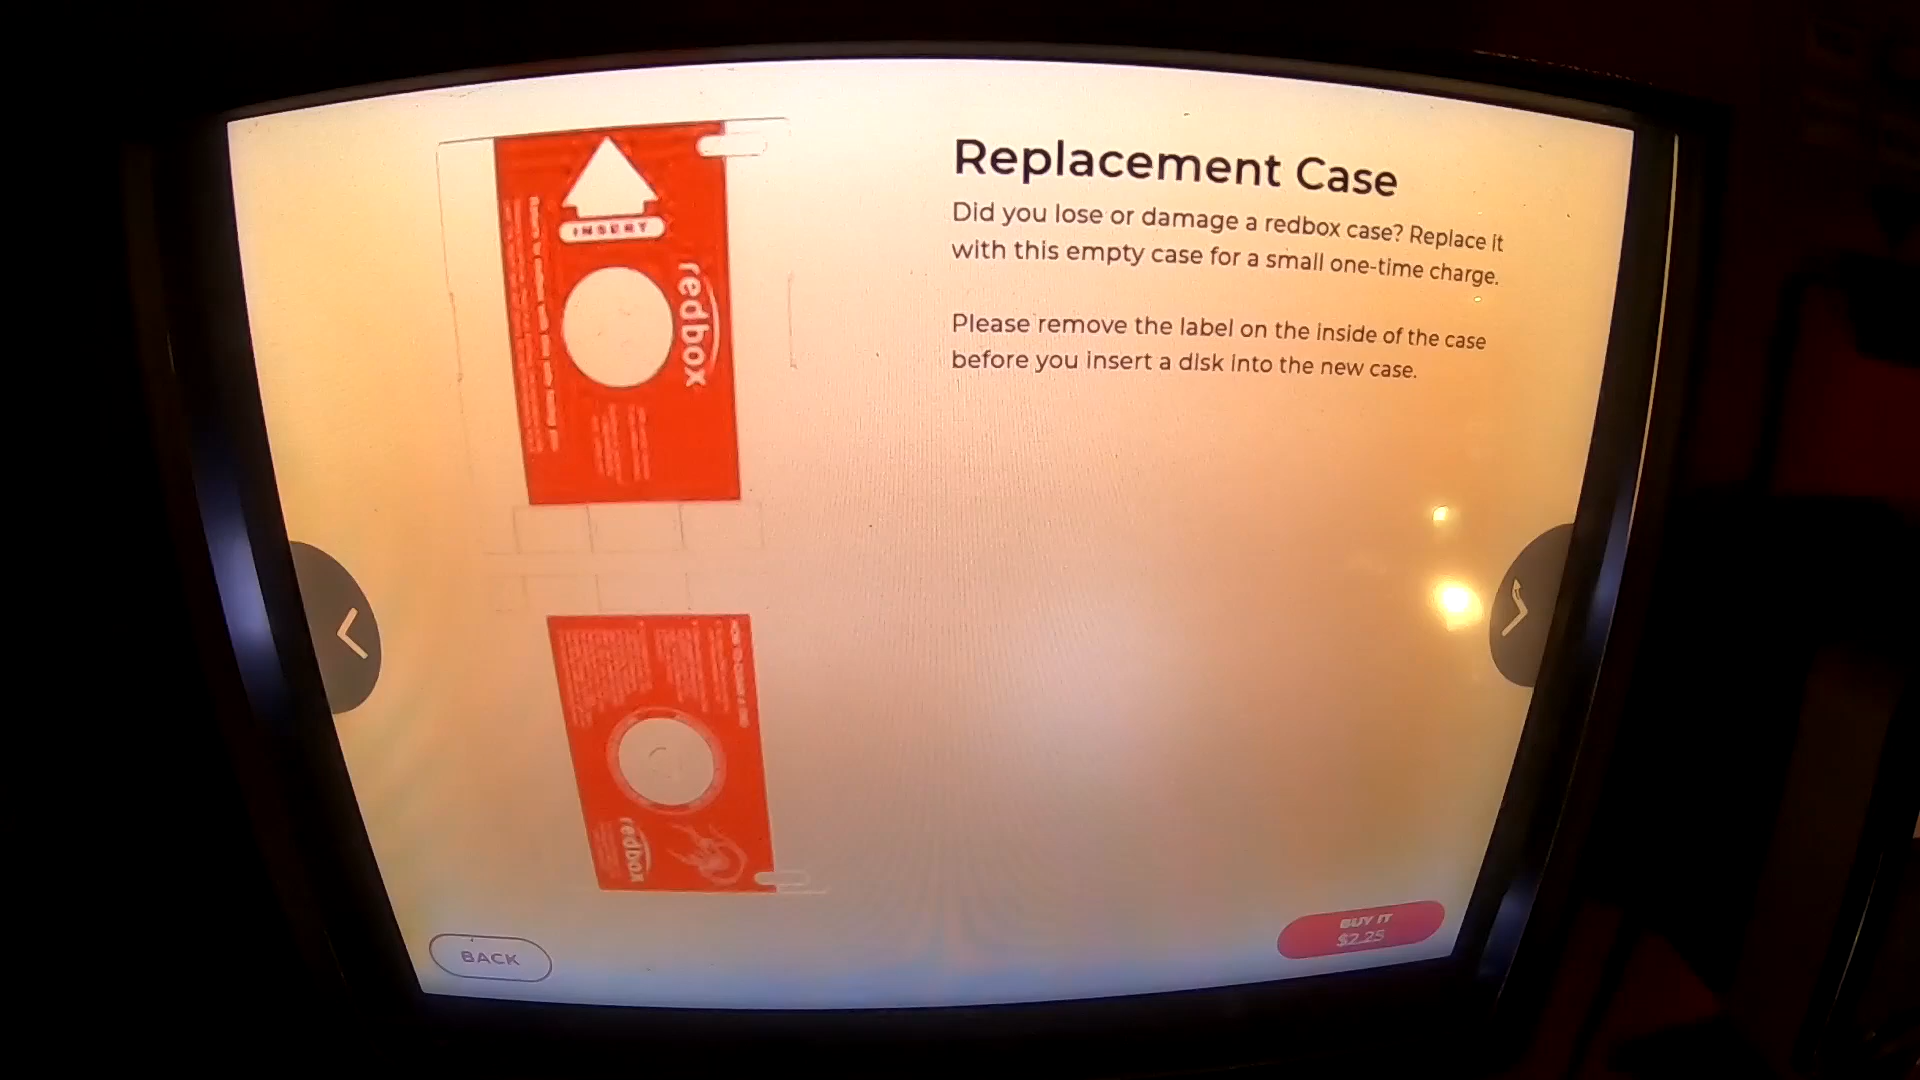 INSERT
redbox
redbox
Replacement Case
Did you lose or damage a redbox case? Replace it
with this empty case for a small one-time charge.
Please remove the label on the inside of the case
before you insert a disk into the new case.
BACK
BUY IT
$2.25